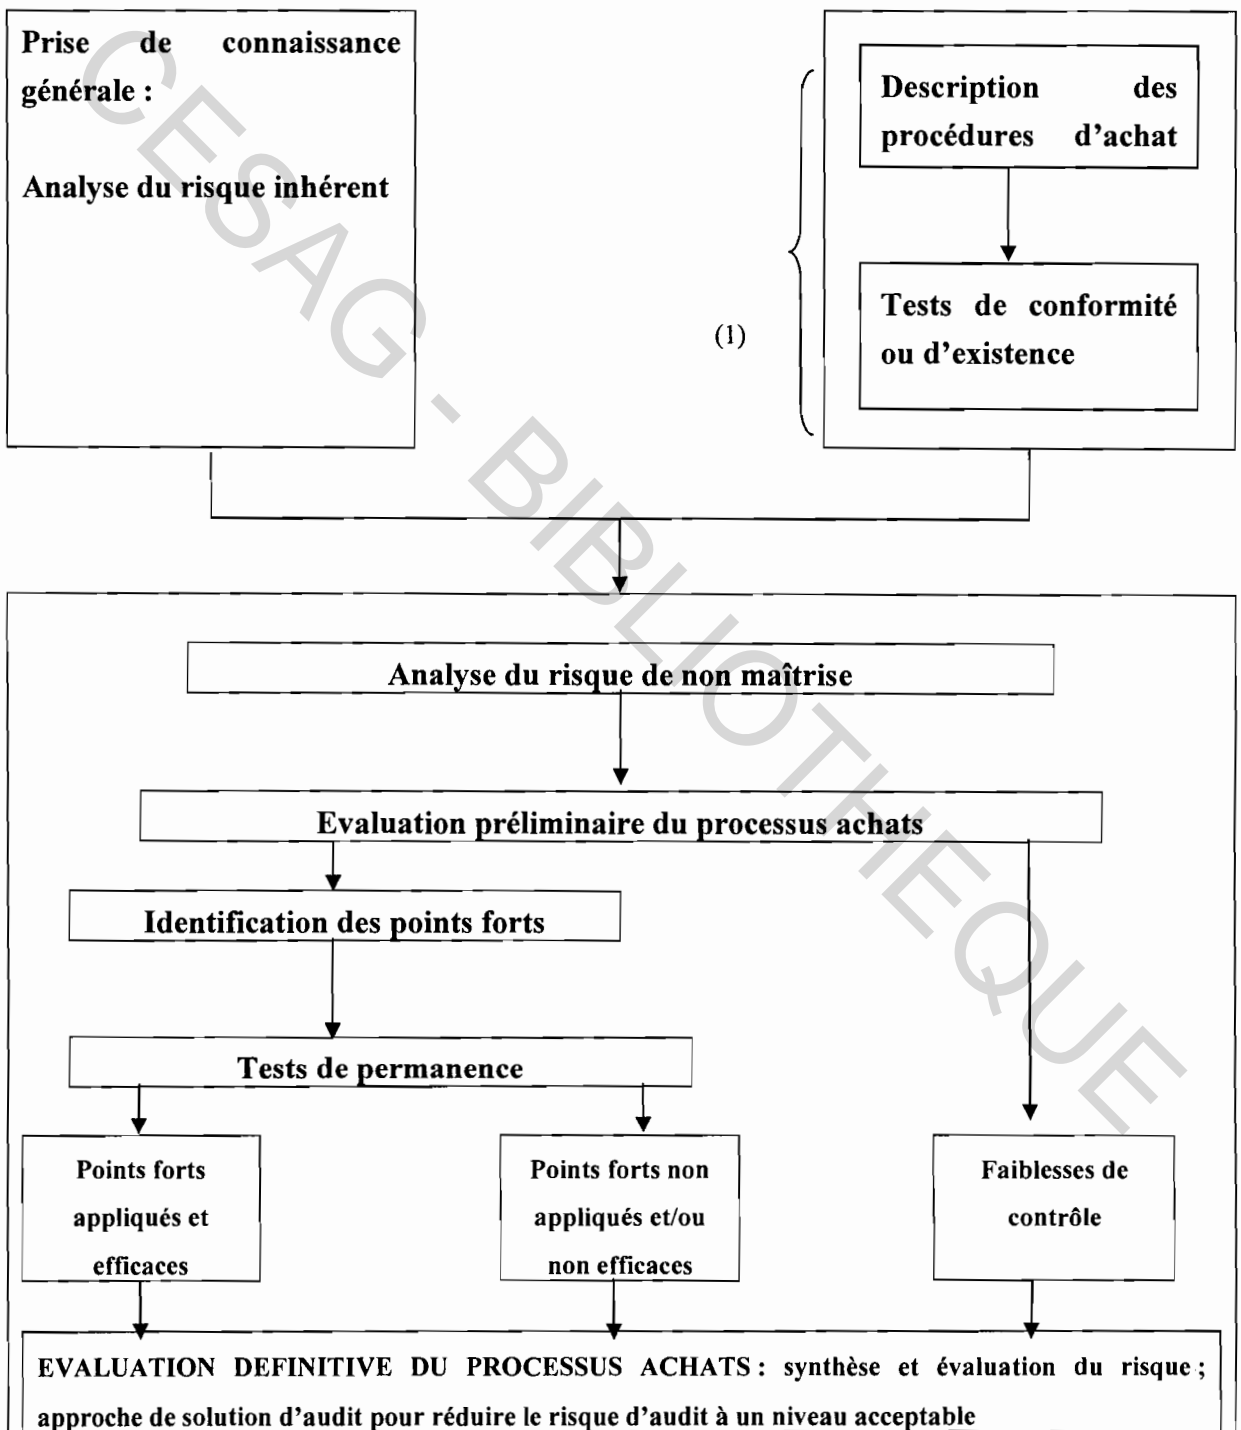 Prise de connaissance
générale :
Analyse du risque inhérent
Description des
procédures d'achat
Tests de conformité
ou d'existence
(1)
Analyse du risque de non maîtrise
Evaluation préliminaire du processus achats
Identification des points forts
Tests de permanence
Points forts
appliqués et
efficaces
Points forts non
appliqués et/ou
non efficaces
Faiblesses de
contrôle
EVALUATION DEFINITIVE DU PROCESSUS ACHATS : synthèse et évaluation du risque ;
approche de solution d'audit pour réduire le risque d'audit à un niveau acceptable
CESAG - BIBLIOTHEQUE